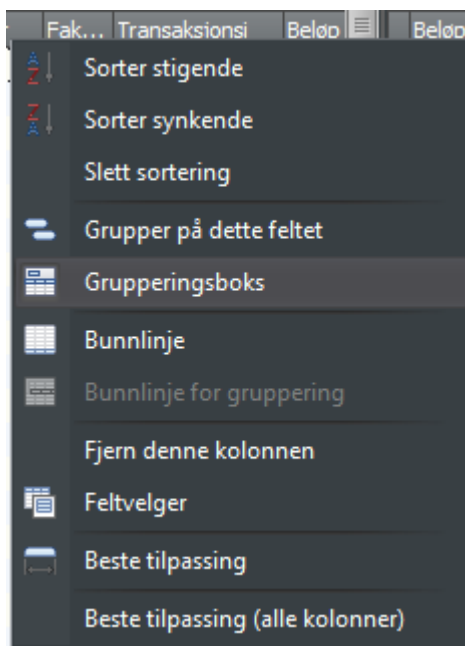 Fak... Transaksjonsi Beløp Beløp
Sorter stigende
Sorter synkende
Slett sortering
Grupper på dette feltet
Grupperingsboks
Bunnlinje
Bunnlinje for gruppering
Fjern denne kolonnen
Feltvelger
Beste tilpassing
Beste tilpassing (alle kolonner)